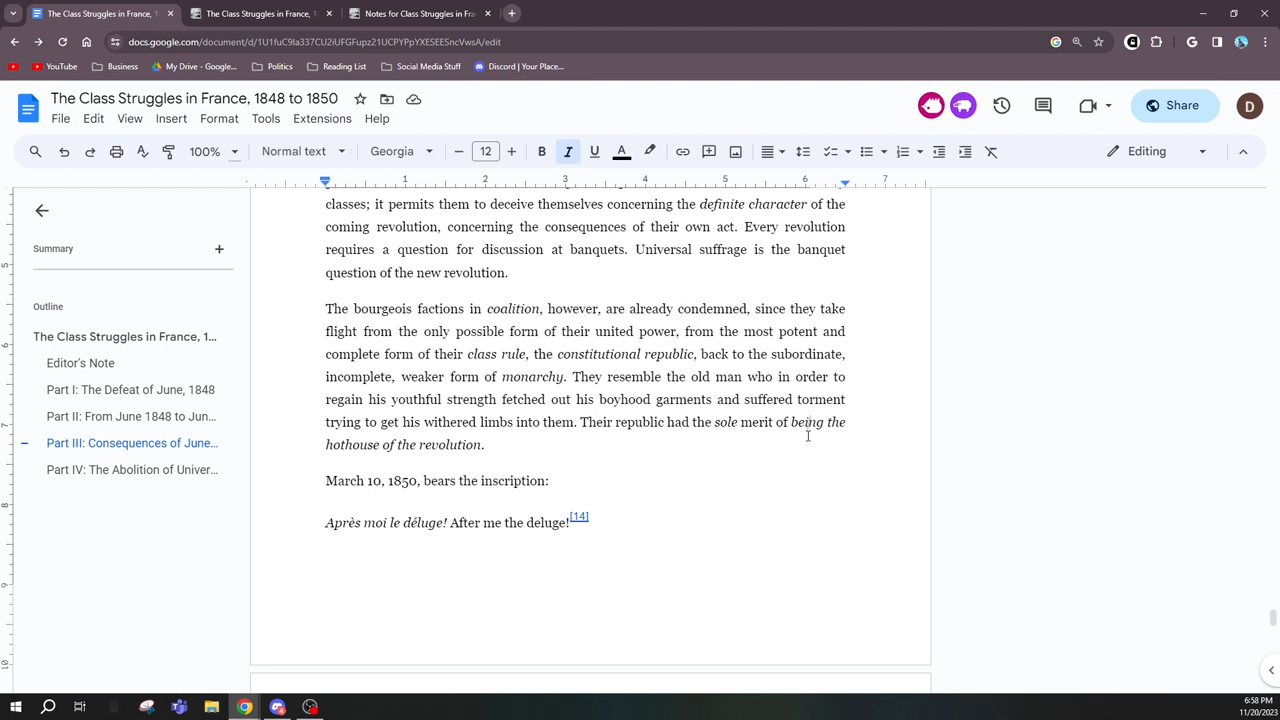 The Class Struggles in France, 1
The Class Struggles in France, 1
Notes for Class Struggles in Fra
docs.google.com/document/d/1U1fuC9la337CU2iUFGFupz21UCPYPpYXESEESncVwsA/edit
YouTube
Business
My Drive - Google...
Politics
Reading List
Social Media Stuff
Discord | Your Place...
The Class Struggles in France, 1848 to 1850
Share
D
File Edit View Insert Format Tools Extensions Help
100%
Normal text
Georgia
12
Editing
1 2 3 4 5 6 7
Summary
Outline
The Class Struggles in France, 1...
Editor's Note
Part I: The Defeat of June, 1848
Part II: From June 1848 to Jun...
Part III: Consequences of June...
Part IV: The Abolition of Univer...
classes; it permits them to deceive themselves concerning the definite character of the
coming revolution, concerning the consequences of their own act. Every revolution
requires a question for discussion at banquets. Universal suffrage is the banquet
question of the new revolution.
The bourgeois factions in coalition, however, are already condemned, since they take
flight from the only possible form of their united power, from the most potent and
complete form of their class rule, the constitutional republic, back to the subordinate,
incomplete, weaker form of monarchy. They resemble the old man who in order to
regain his youthful strength fetched out his boyhood garments and suffered torment
trying to get his withered limbs into them. Their republic had the sole merit of being the
hothouse of the revolution.
March 10, 1850, bears the inscription:
Après moi le déluge! After me the deluge![14]
6:58 PM
11/20/2023